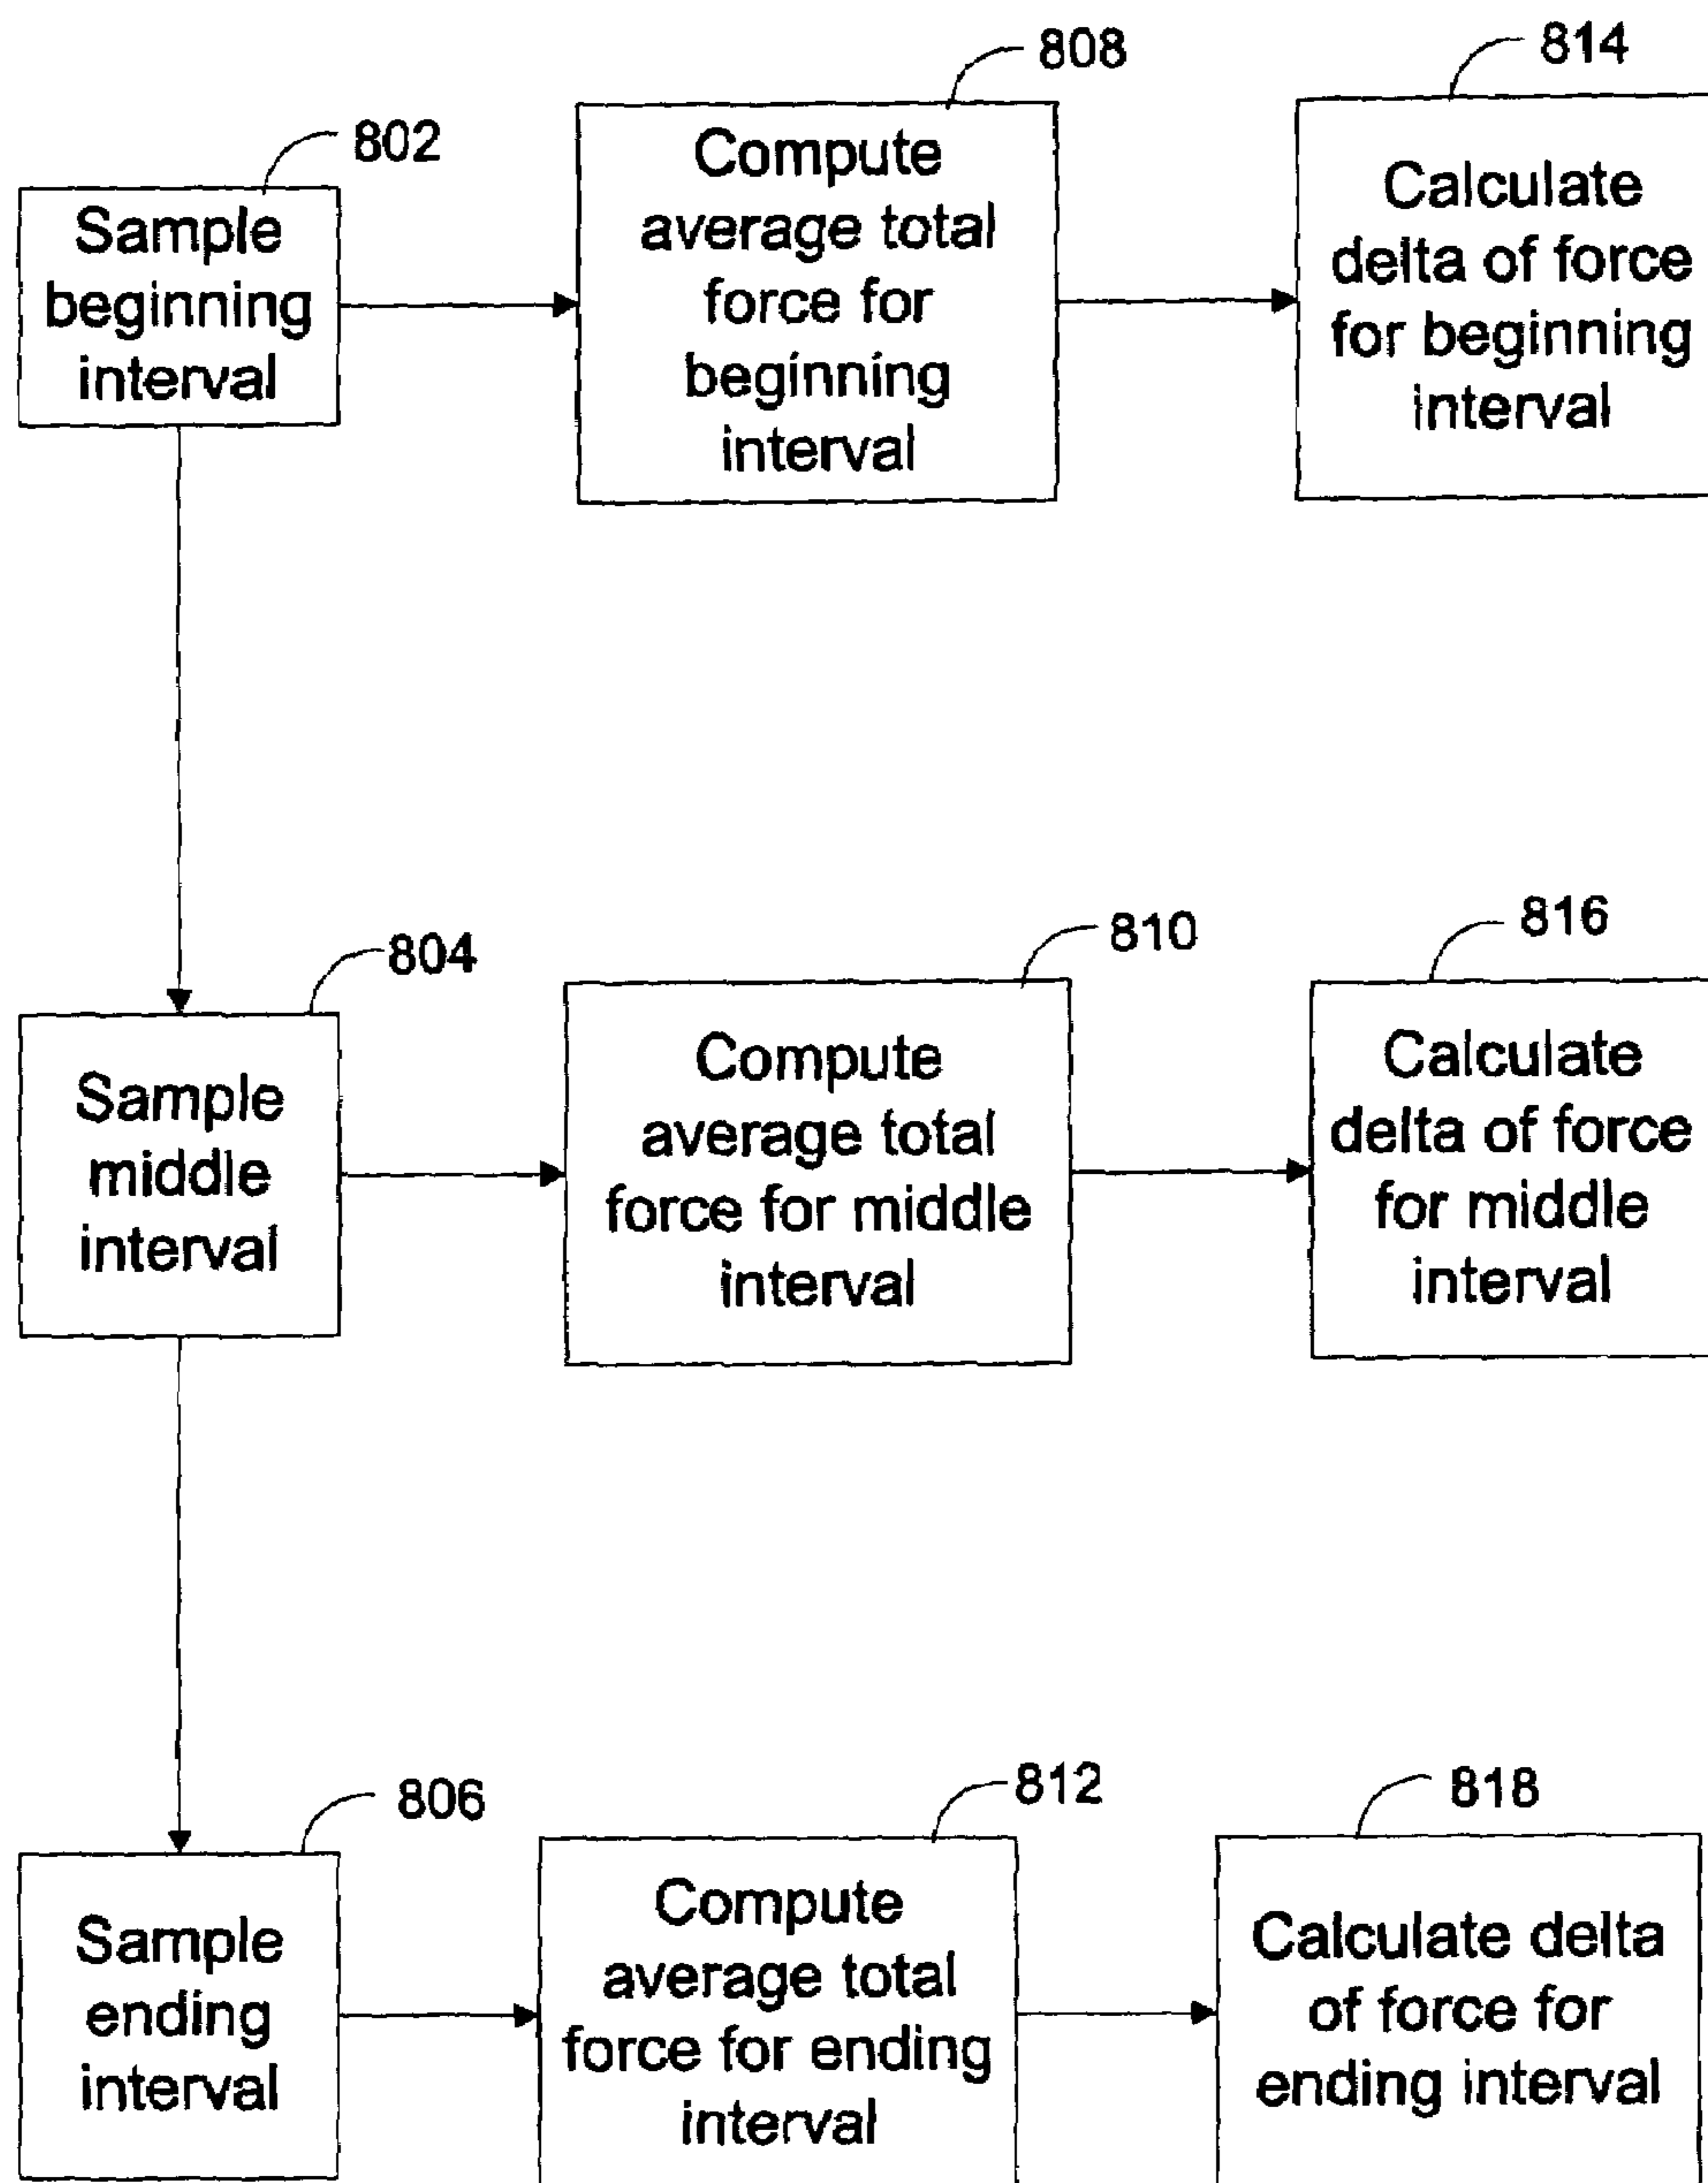 802
Sample
beginning
interval
808
Compute
average total
force for
beginning
interval
814
Calculate
delta of force
for beginning
interval
804
Sample
middle
interval
810
Compute
average total
force for middle
interval
816
Calculate
delta of force
for middle
interval
806
Sample
ending
interval
812
Compute
average total
force for ending
interval
818
Calculate delta
of force for
ending interval